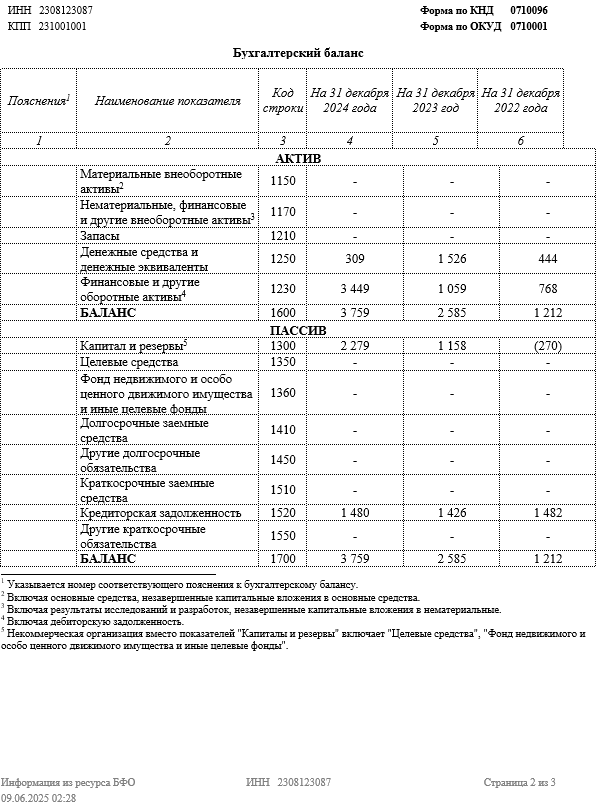 ИНН 2308123087 Форма по КНД 0710096
КПП 231001001 Форма по ОКУД 0710001
Бухгалтерский баланс
Пояснения1 Наименование показателя Код строки На 31 декабря 2024 года На 31 декабря 2023 год На 31 декабря 2022 года
1 2 3 4 5 6
АКТИВ
Материальные внеоборотные
активы2 1150 - - -
Нематериальные, финансовые
и другие внеоборотные активы3 1170 - - -
Запасы 1210 - - -
Денежные средства и
денежные эквиваленты 1250 309 1 526 444
Финансовые и другие
оборотные активы4 1230 3 449 1 059 768
БАЛАНС 1600 3 759 2 585 1 212
ПАССИВ
Капитал и резервы5 1300 2 279 1 158 (270)
Целевые средства 1350 - - -
Фонд недвижимого и особо
ценного движимого имущества
и иные целевые фонды 1360 - - -
Долгосрочные заемные
средства 1410 - - -
Другие долгосрочные
обязательства 1450 - - -
Краткосрочные заемные
средства 1510 - - -
Кредиторская задолженность 1520 1 480 1 426 1 482
Другие краткосрочные
обязательства 1550 - - -
БАЛАНС 1700 3 759 2 585 1 212
1 Указывается номер соответствующего пояснения к бухгалтерскому балансу.
2 Включая основные средства, незавершенные капитальные вложения в основные средства.
3 Включая результаты исследований и разработок, незавершенные капитальные вложения в нематериальные.
4 Включая дебиторскую задолженность.
5 Некоммерческая организация вместо показателей "Капиталы и резервы" включает "Целевые средства", "Фонд недвижимого и
особо ценного движимого имущества и иные целевые фонды".
Информация из ресурса БФО ИНН 2308123087 Страница 2 из 3
09.06.2025 02:28